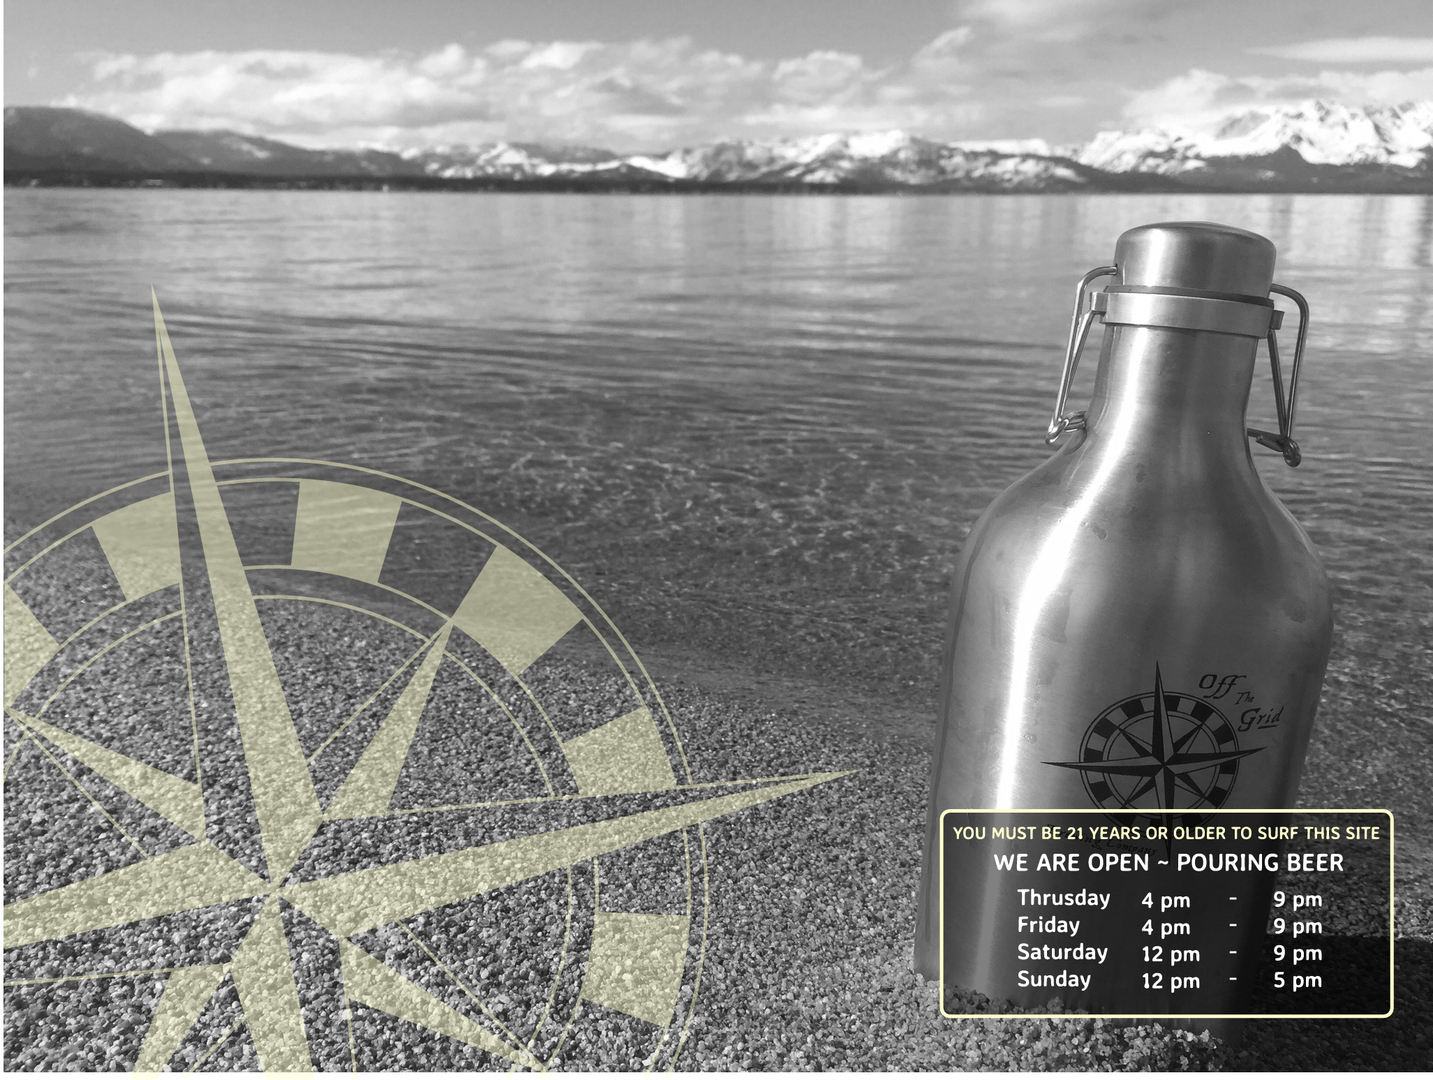 Off
The
Grid
YOU MUST BE 21 YEARS OR OLDER TO SURF THIS SITE
WE ARE OPEN ~ POURING BEER
Thrusday 4 pm - 9 pm
Friday 4 pm - 9 pm
Saturday 12 pm - 9 pm
Sunday 12 pm - 5 pm